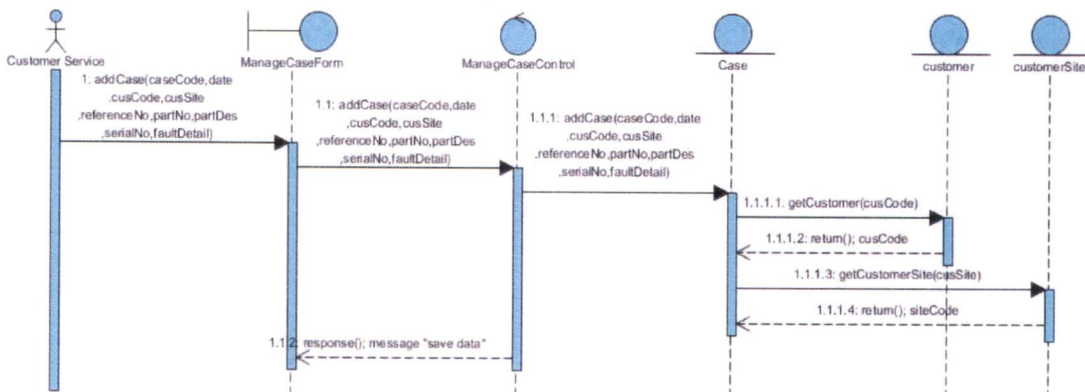 Customer Service
ManageCaseForm
ManageCaseControl
Case
customer
customerSite
1: addCase(caseCode,date
,cusCode,cusSite
,referenceNo,partNo,partDes
,serialNo,faultDetail)
1.1: addCase(caseCode,date
,cusCode,cusSite
,referenceNo,partNo,partDes
,serialNo,faultDetail)
1.1.1: addCase(caseCode,date
,cusCode,cusSite
,referenceNo,partNo,partDes
,serialNo,faultDetail)
1.1.1.1: getCustomer(cusCode)
1.1.1.2: return(); cusCode
1.1.1.3: getCustomerSite(cusSite)
1.1.1.4: return(); siteCode
1.1.2: response(); message "save data"